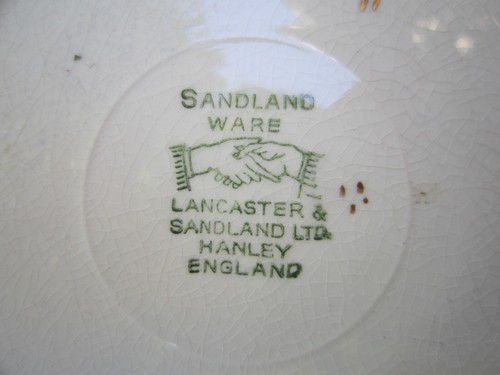 SANDLAND
WARE
LANCASTER &
SANDLAND LTD.
HANLEY
ENGLAND